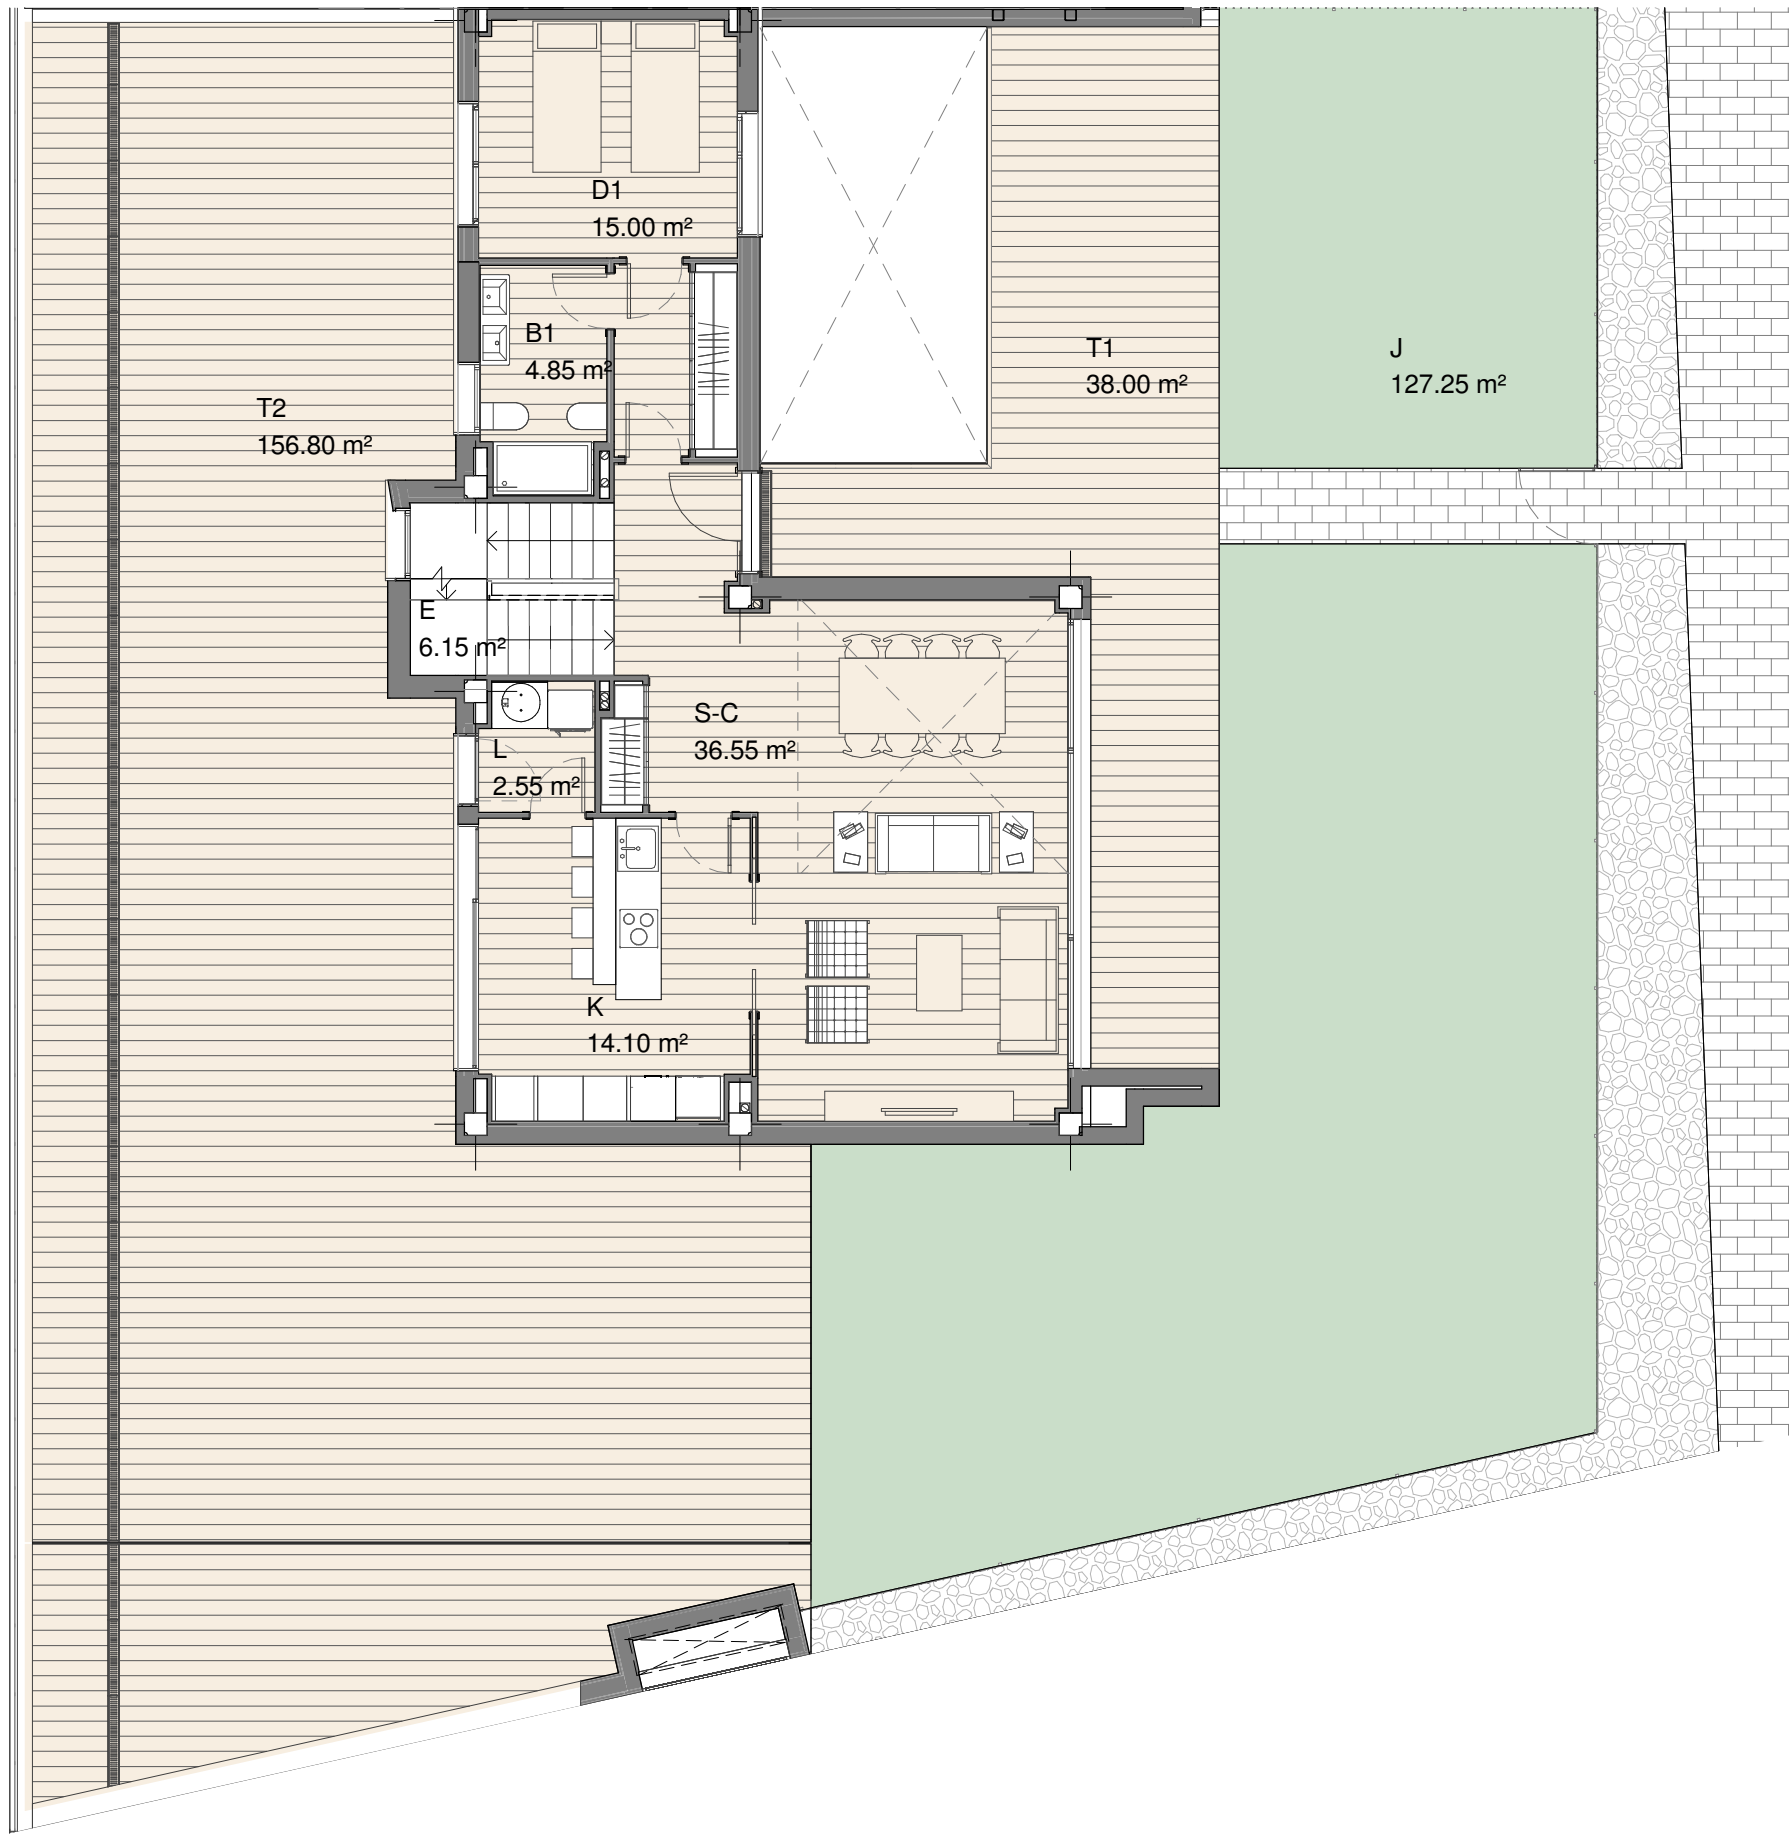 D1
15.00 m²
B1
4.85 m²
T1
38.00 m²
J
127.25 m²
T2
156.80 m²
E
6.15 m²
S-C
36.55 m²
L
2.55 m²
K
14.10 m²